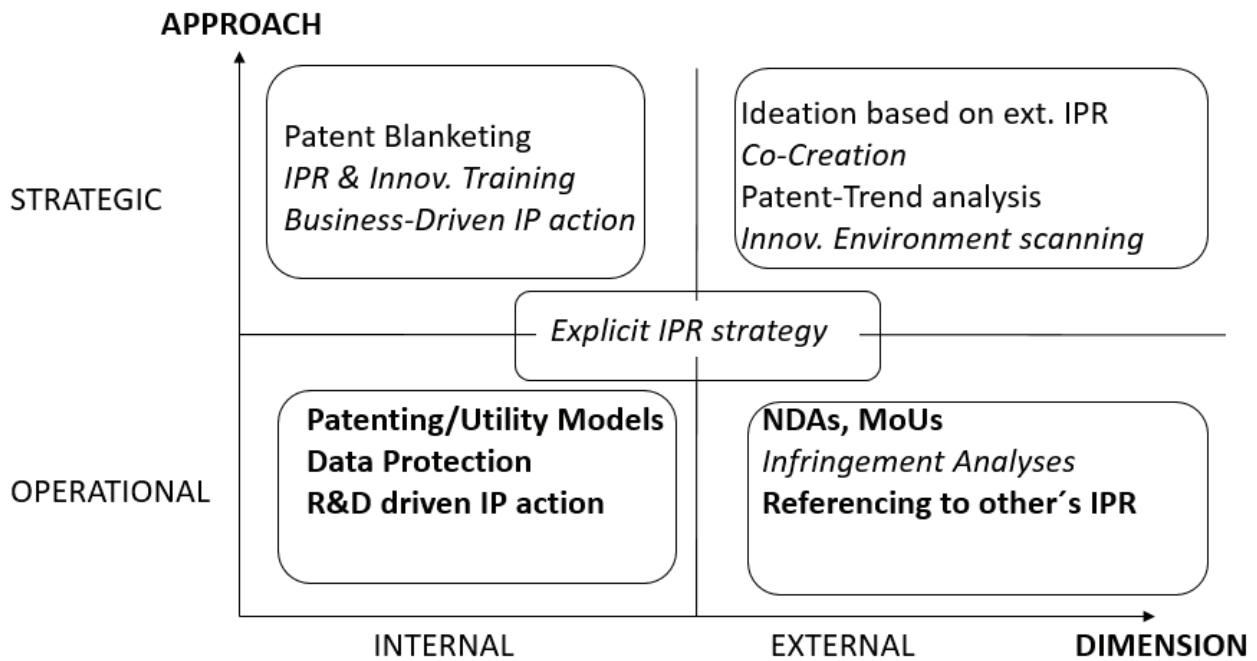 APPROACH
STRATEGIC
Patent Blanketing
IPR & Innov. Training
Business-Driven IP action
Ideation based on ext. IPR
Co-Creation
Patent-Trend analysis
Innov. Environment scanning
Explicit IPR strategy
OPERATIONAL
Patenting/Utility Models
Data Protection
R&D driven IP action
NDAs, MoUs
Infringement Analyses
Referencing to other´s IPR
INTERNAL
EXTERNAL
DIMENSION